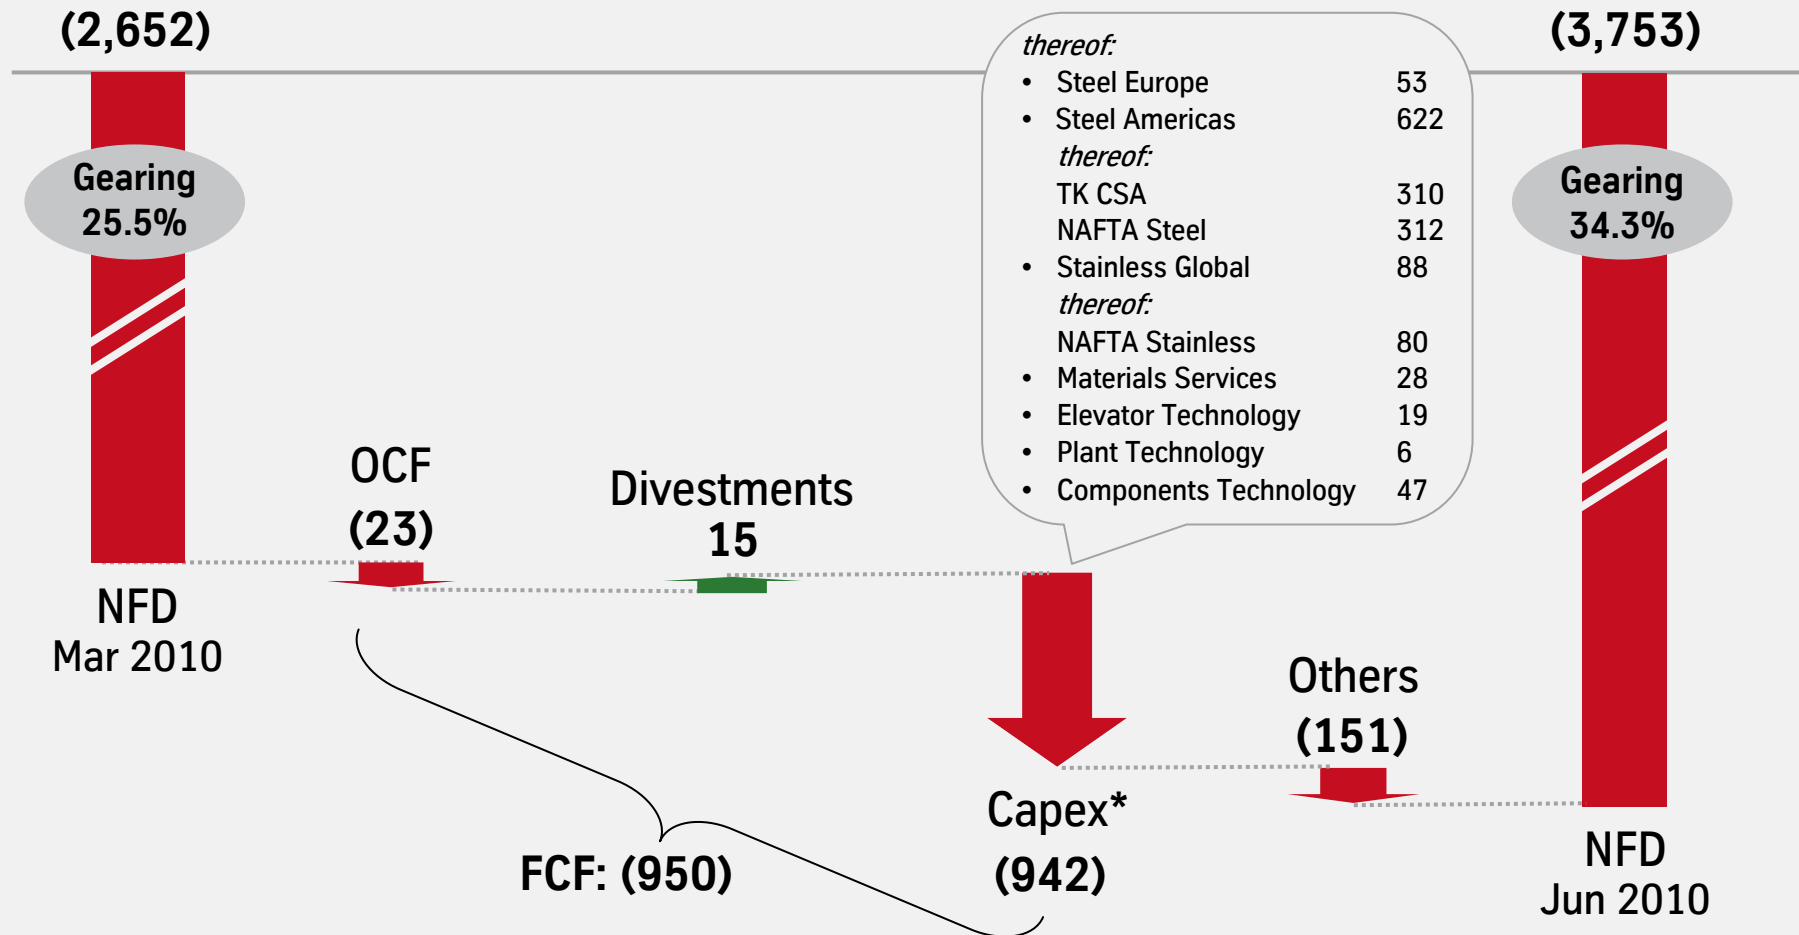 (2,652)
(3,753)
Gearing
25.5%
Gearing
34.3%
thereof:
• Steel Europe 53
• Steel Americas 622
thereof:
TK CSA 310
NAFTA Steel 312
• Stainless Global 88
thereof:
NAFTA Stainless 80
• Materials Services 28
• Elevator Technology 19
• Plant Technology 6
• Components Technology 47
OCF
(23)
Divestments
15
NFD
Mar 2010
Others
(151)
Capex*
(942)
FCF: (950)
NFD
Jun 2010